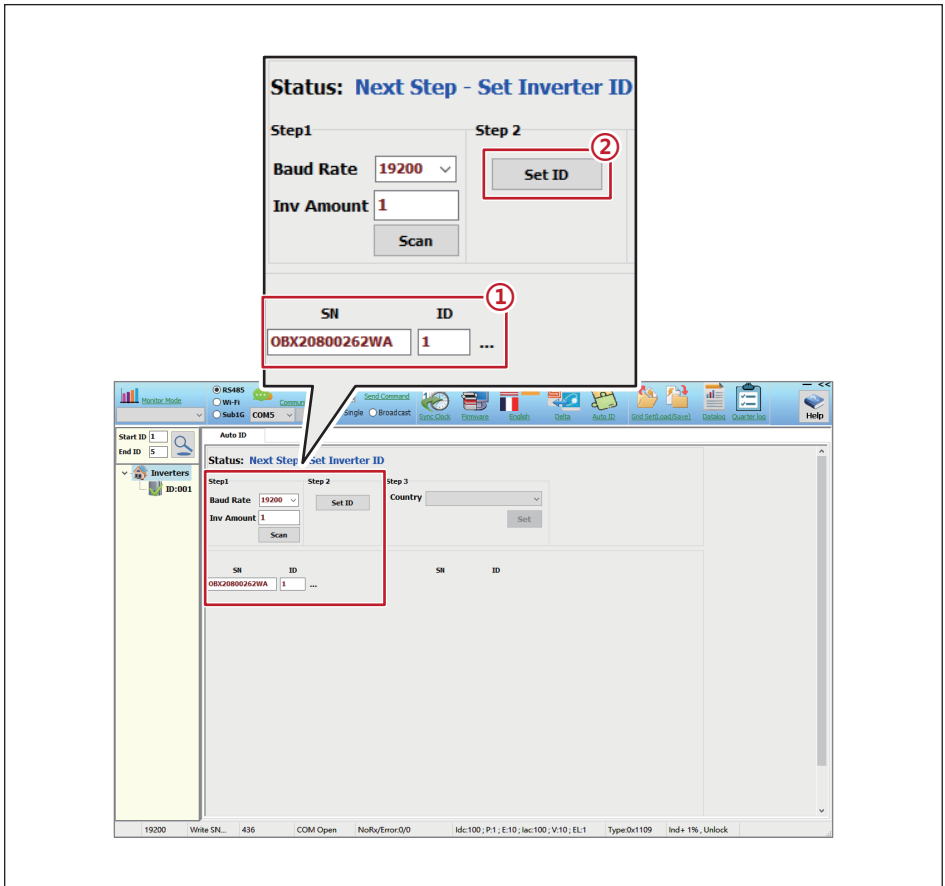 Status: Next Step - Set Inverter ID
Step1
Step 2
②
Baud Rate 19200
Set ID
Inv Amount 1
Scan
①
SN ID
OBX20800262WA 1 ...
Monitor Mode
RS485
Wi-Fi
Sub1G COM5
Send Command
Broadcast
Sync Clock
Firmware
English
Delta
Auto ID
Grid Set(Load/Save)
Datalog
Quarter log
<<
Help
Start ID 1
End ID 5
Inverters
ID:001
Auto ID
Status: Next Step Set Inverter ID
Step1 Step 2 Step 3
Baud Rate 19200 Set ID Country
Inv Amount 1 Set
Scan
SN ID SN ID
OBX20800262WA 1 ...
19200 Write SN... 436 COM Open NoRx/Error:0/0 Idc:100 ; P:1 ; E:10 ; Iac:100 ; V:10 ; EL:1 Type:0x1109 Ind+ 1% , Unlock